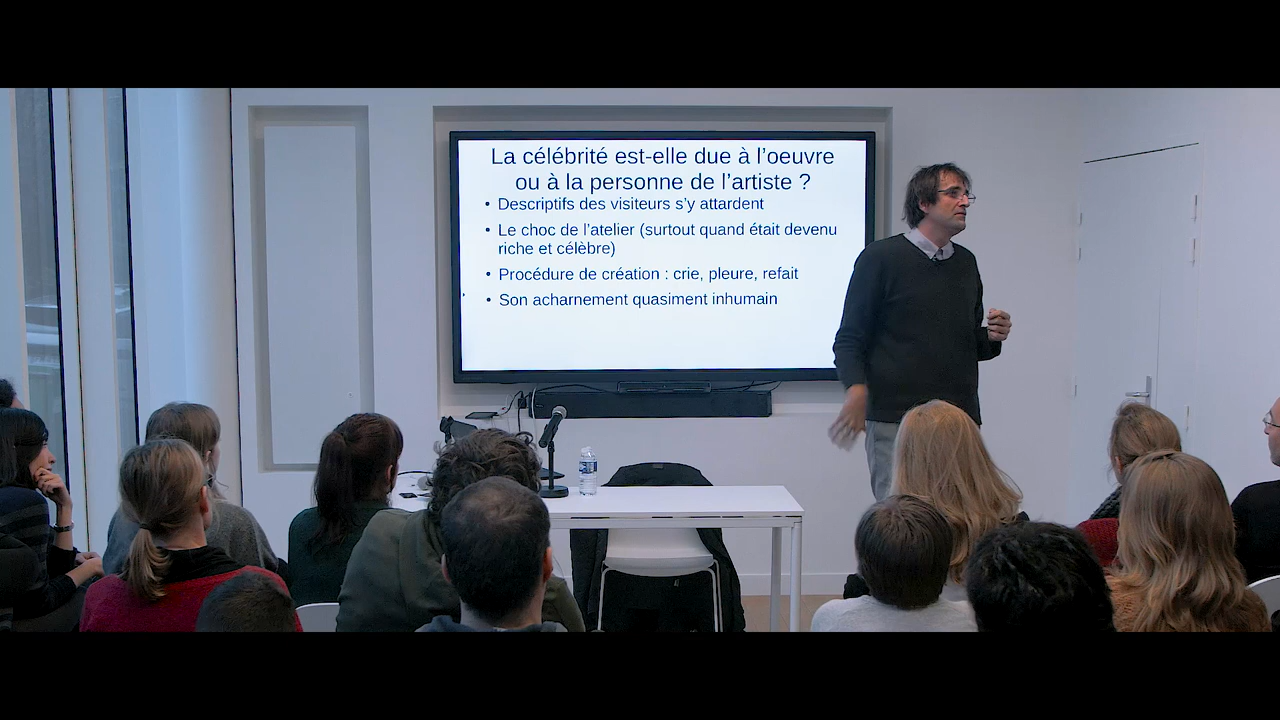 La célébrité est-elle due à l'oeuvre
ou à la personne de l'artiste ?
• Descriptifs des visiteurs s'y attardent
• Le choc de l'atelier (surtout quand était devenu
riche et célèbre)
• Procédure de création : crie, pleure, refait
• Son acharnement quasiment inhumain